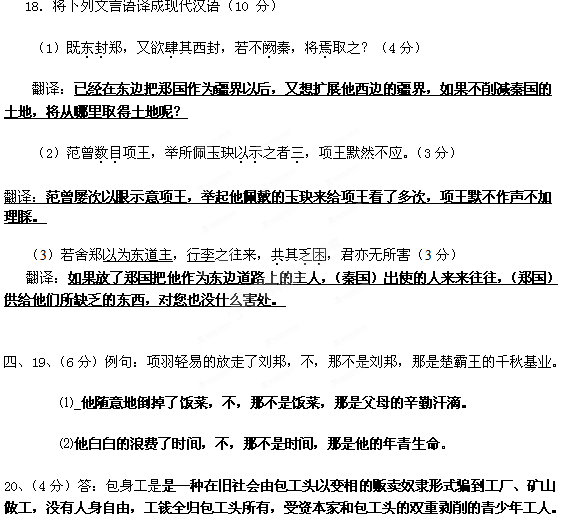 18．将下列文言语译成现代汉语（10 分）
（1）既东封郑，又欲肆其西封，若不阙秦，将焉取之？（4分）
翻译：已经在东边把郑国作为疆界以后，又想扩展他西边的疆界，如果不削减秦国的
土地，将从哪里取得土地呢？
（2）范曾数目项王，举所佩玉玦以示之者三，项王默然不应。（3分）
翻译：范曾屡次以眼示意项王，举起他佩戴的玉玦来给项王看了多次，项王默不作声不加
理睬。
（3）若舍郑以为东道主，行李之往来，共其乏困，君亦无所害（3分）
翻译：如果放了郑国把他作为东边道路上的主人，（秦国）出使的人来来往往，（郑国）
供给他们所缺乏的东西，对您也没什么害处。
四、19、（6分）例句：项羽轻易的放走了刘邦，不，那不是刘邦，那是楚霸王的千秋基业。
⑴_他随意地倒掉了饭菜，不，那不是饭菜，那是父母的辛勤汗滴。
⑵他白白的浪费了时间，不，那不是时间，那是他的年青生命。
20、（4分）答：包身工是是一种在旧社会由包工头以变相的贩卖奴隶形式骗到工厂、矿山
做工，没有人身自由，工钱全归包工头所有，受资本家和包工头的双重剥削的青少年工人。